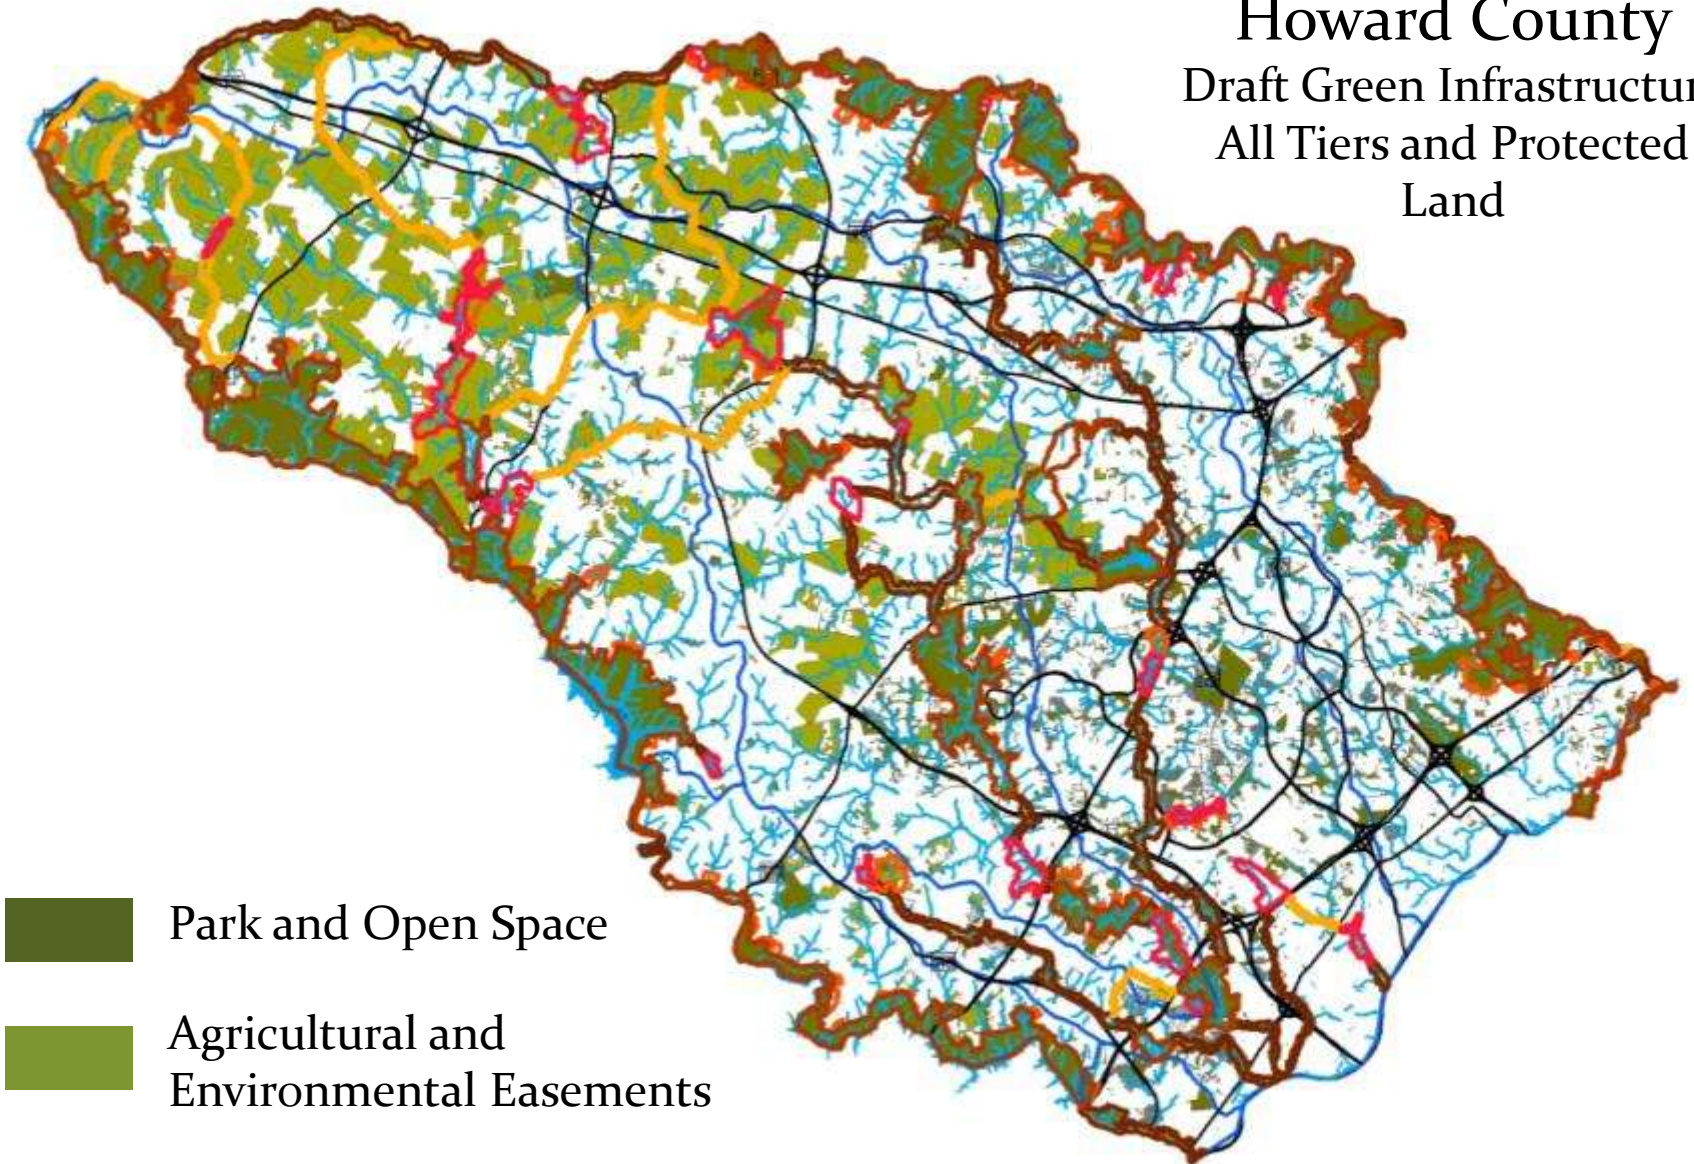 Howard County
Draft Green Infrastructur
All Tiers and Protected
Land
Park and Open Space
Agricultural and
Environmental Easements